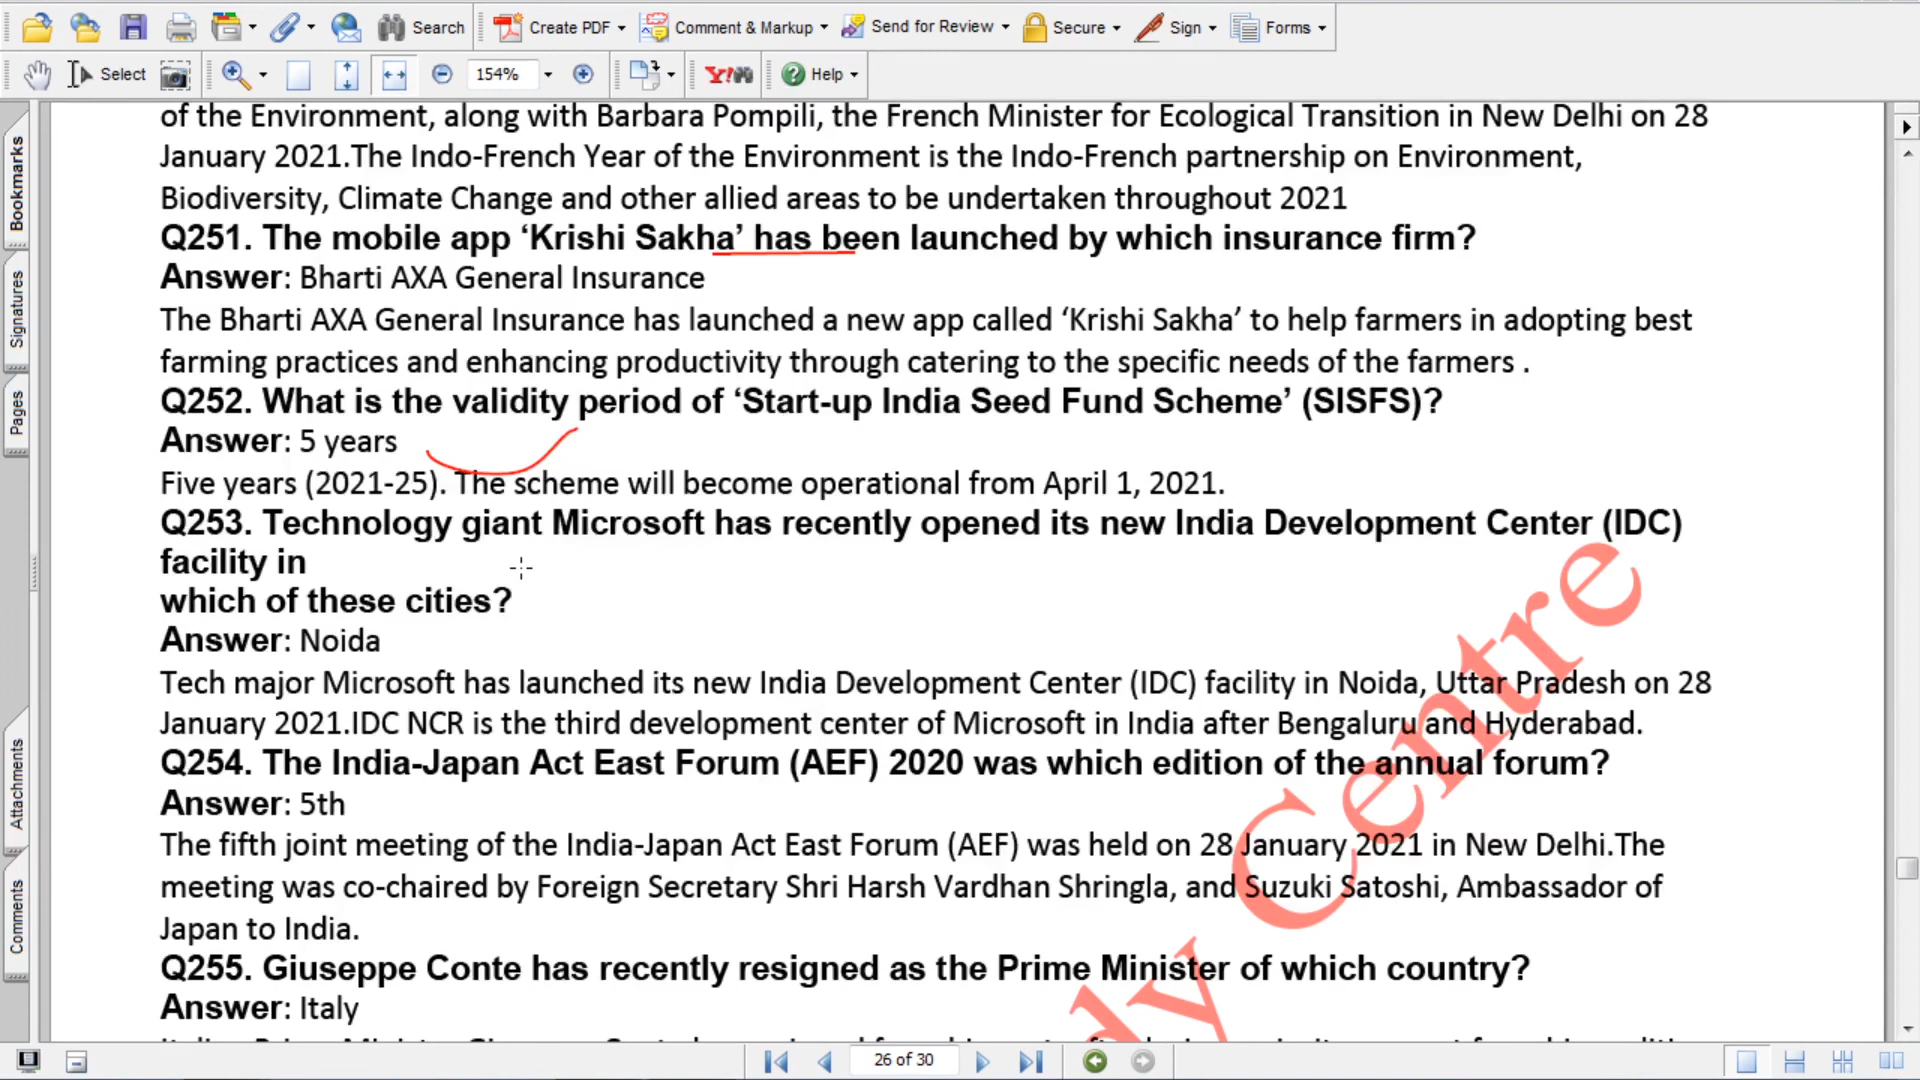 Search
Create PDF
Comment & Markup
Send for Review
Secure
Sign
Forms
Select
154%
Help
Bookmarks
Signatures
Pages
Attachments
Comments
of the Environment, along with Barbara Pompili, the French Minister for Ecological Transition in New Delhi on 28
January 2021.The Indo-French Year of the Environment is the Indo-French partnership on Environment,
Biodiversity, Climate Change and other allied areas to be undertaken throughout 2021
Q251. The mobile app ‘Krishi Sakha’ has been launched by which insurance firm?
Answer: Bharti AXA General Insurance
The Bharti AXA General Insurance has launched a new app called ‘Krishi Sakha’ to help farmers in adopting best
farming practices and enhancing productivity through catering to the specific needs of the farmers .
Q252. What is the validity period of ‘Start-up India Seed Fund Scheme’ (SISFS)?
Answer: 5 years
Five years (2021-25). The scheme will become operational from April 1, 2021.
Q253. Technology giant Microsoft has recently opened its new India Development Center (IDC)
facility in
which of these cities?
Answer: Noida
Tech major Microsoft has launched its new India Development Center (IDC) facility in Noida, Uttar Pradesh on 28
January 2021.IDC NCR is the third development center of Microsoft in India after Bengaluru and Hyderabad.
Q254. The India-Japan Act East Forum (AEF) 2020 was which edition of the annual forum?
Answer: 5th
The fifth joint meeting of the India-Japan Act East Forum (AEF) was held on 28 January 2021 in New Delhi.The
meeting was co-chaired by Foreign Secretary Shri Harsh Vardhan Shringla, and Suzuki Satoshi, Ambassador of
Japan to India.
Q255. Giuseppe Conte has recently resigned as the Prime Minister of which country?
Answer: Italy
dy Centre
26 of 30